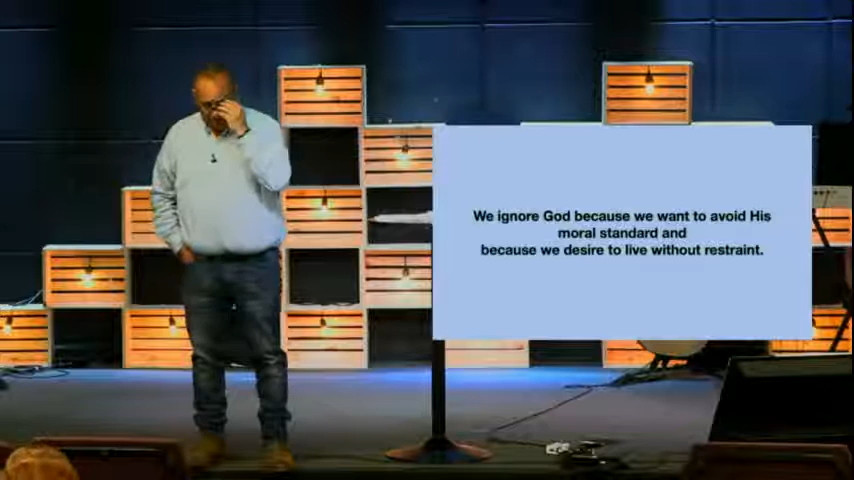 We ignore God because we want to avoid His
moral standard and
because we desire to live without restraint.